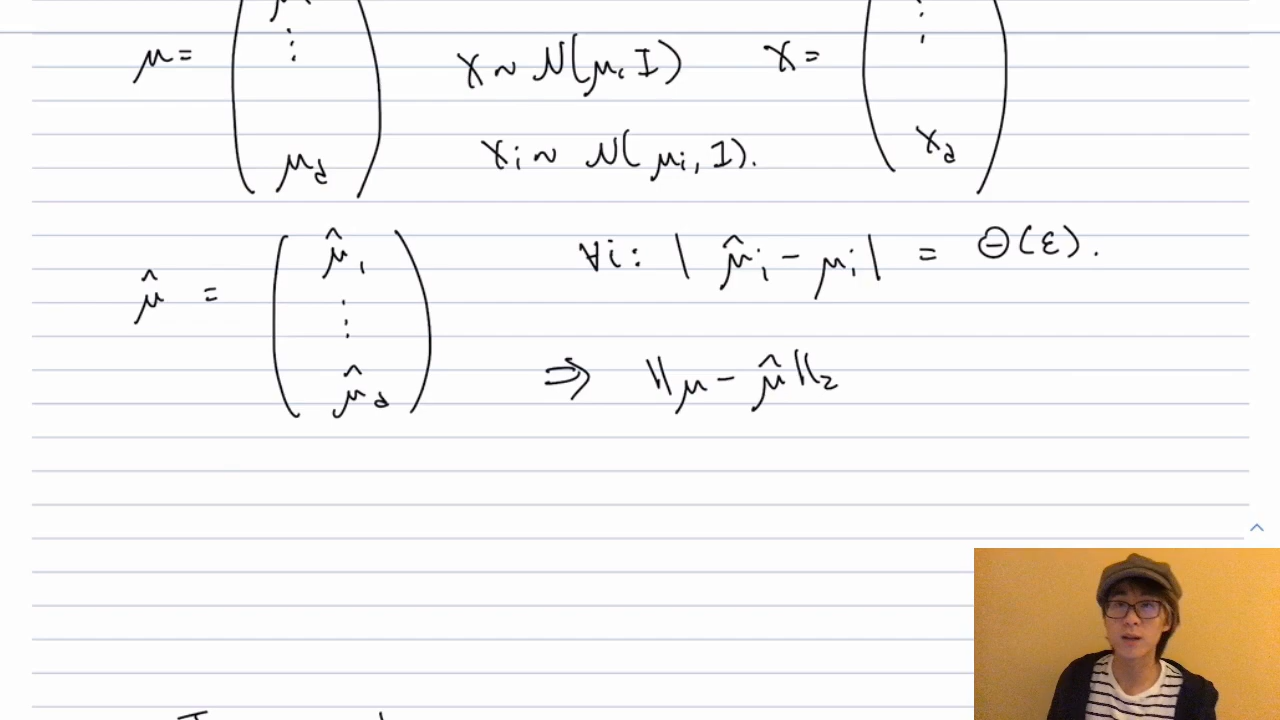 μ = ( ⋮ μ_d ) X ~ N(μ, I) X = ( ⋮ X_d )
X_i ~ N(μ_i, I).
μ̂ = ( μ̂_1 ⋮ μ̂_d ) ∀i: | μ̂_i - μ_i | = Θ(ε).
⇒ ||μ - μ̂||_2